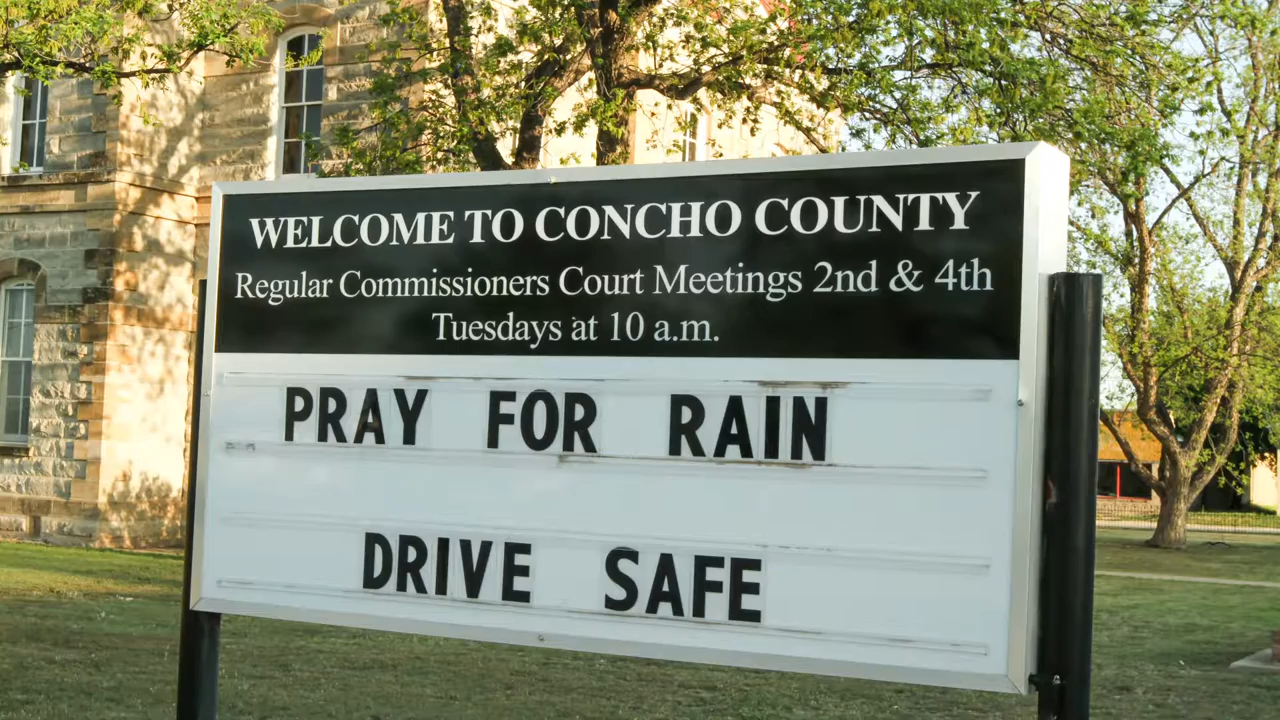 WELCOME TO CONCHO COUNTY
Regular Commissioners Court Meetings 2nd & 4th
Tuesdays at 10 a.m.
PRAY FOR RAIN
DRIVE SAFE